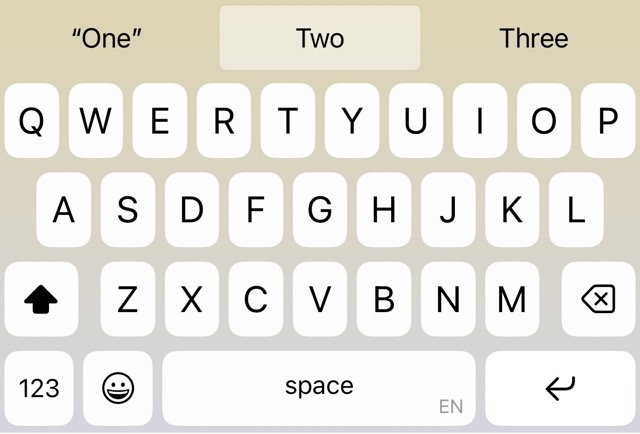 “One” Two Three
Q W E R T Y U I O P
A S D F G H J K L
Z X C V B N M
123 space EN